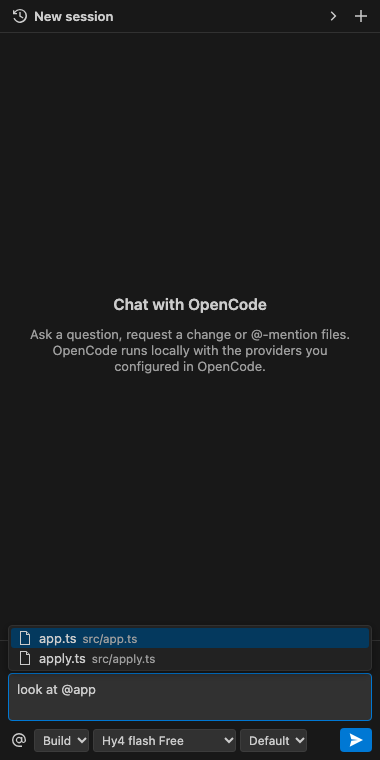 New session
Chat with OpenCode
Ask a question, request a change or @-mention files.
OpenCode runs locally with the providers you
configured in OpenCode.
app.ts src/app.ts
apply.ts src/apply.ts
look at @app
@ Build Hy4 flash Free Default